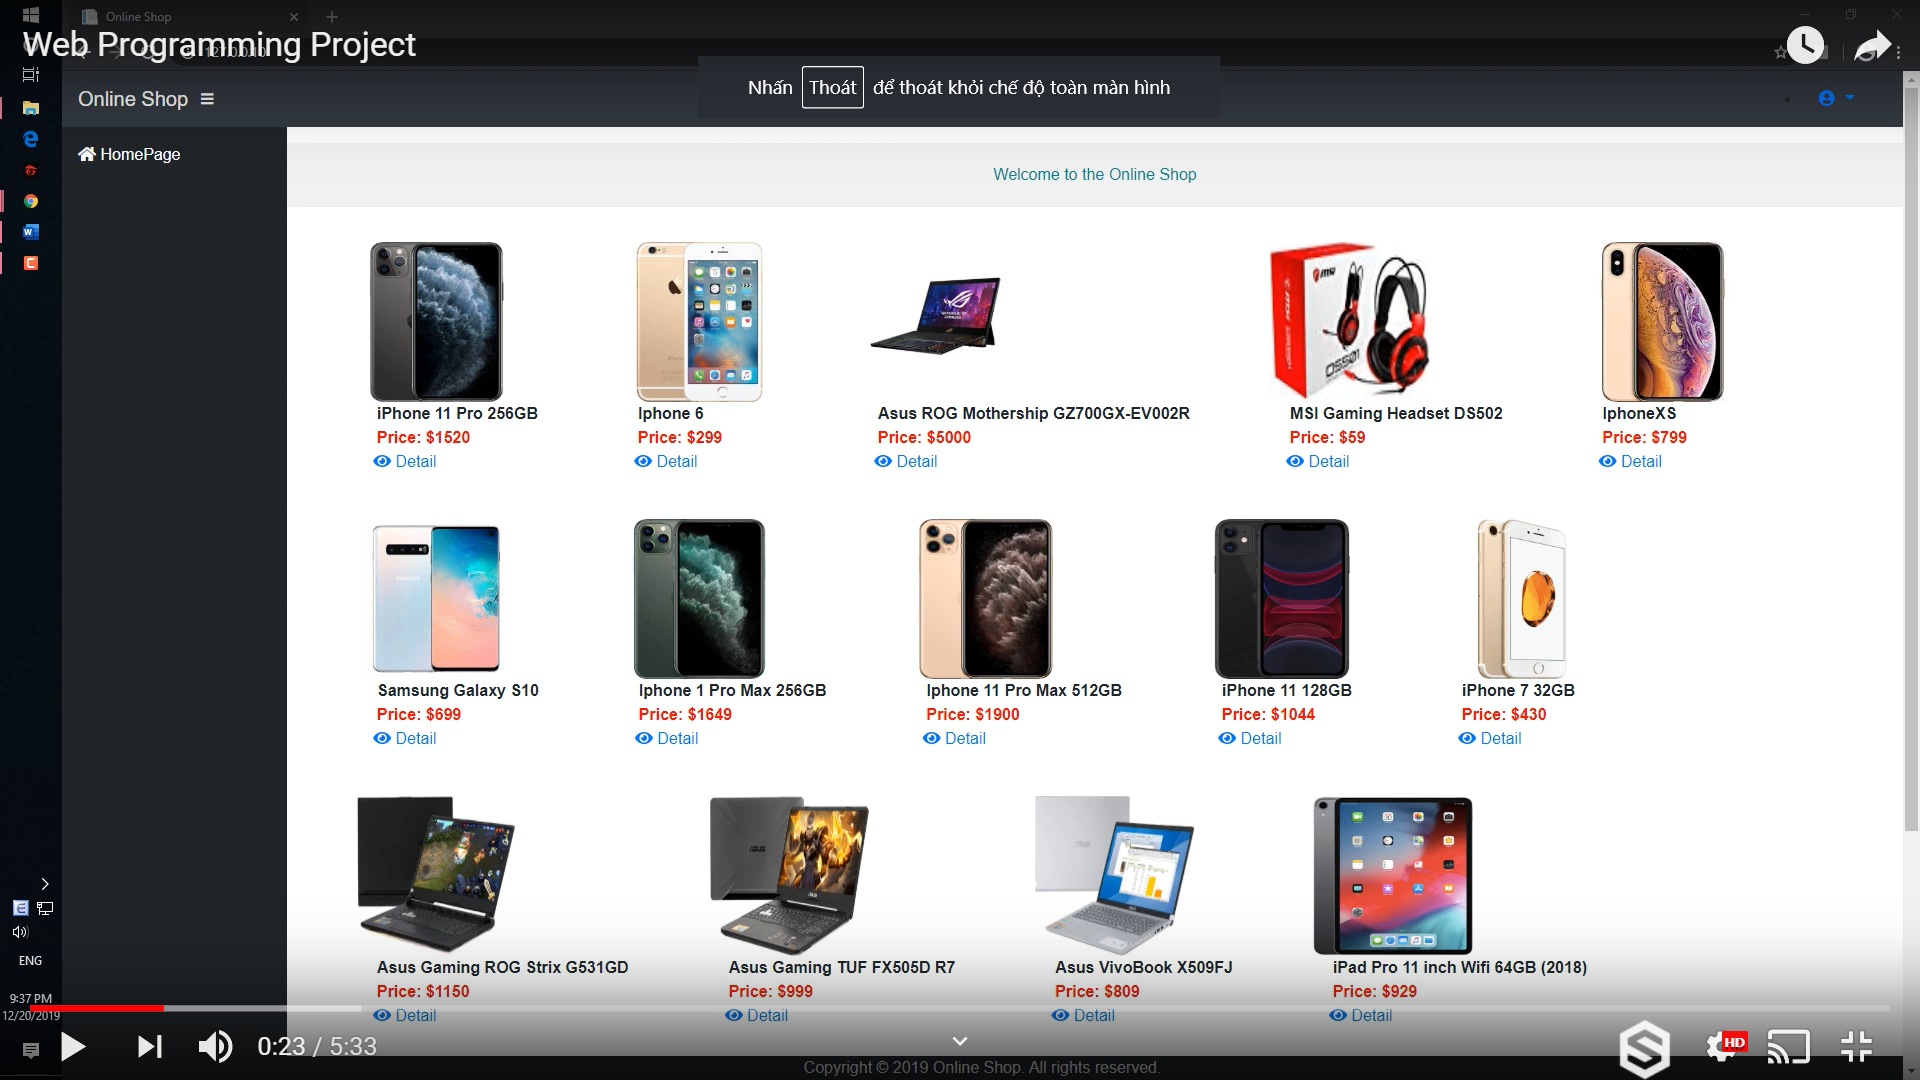 Online Shop
Web Programming Project
Nhấn Thoát để thoát khỏi chế độ toàn màn hình
Online Shop
HomePage
Welcome to the Online Shop
iPhone 11 Pro 256GB
Price: $1520
Detail
Iphone 6
Price: $299
Detail
Asus ROG Mothership GZ700GX-EV002R
Price: $5000
Detail
MSI Gaming Headset DS502
Price: $59
Detail
IphoneXS
Price: $799
Detail
Samsung Galaxy S10
Price: $699
Detail
Iphone 1 Pro Max 256GB
Price: $1649
Detail
Iphone 11 Pro Max 512GB
Price: $1900
Detail
iPhone 11 128GB
Price: $1044
Detail
iPhone 7 32GB
Price: $430
Detail
Asus Gaming ROG Strix G531GD
Price: $1150
Detail
Asus Gaming TUF FX505D R7
Price: $999
Detail
Asus VivoBook X509FJ
Price: $809
Detail
iPad Pro 11 inch Wifi 64GB (2018)
Price: $929
Detail
ENG
9:37 PM
12/20/2019
0:23 / 5:33
HD
Copyright © 2019 Online Shop. All rights reserved.